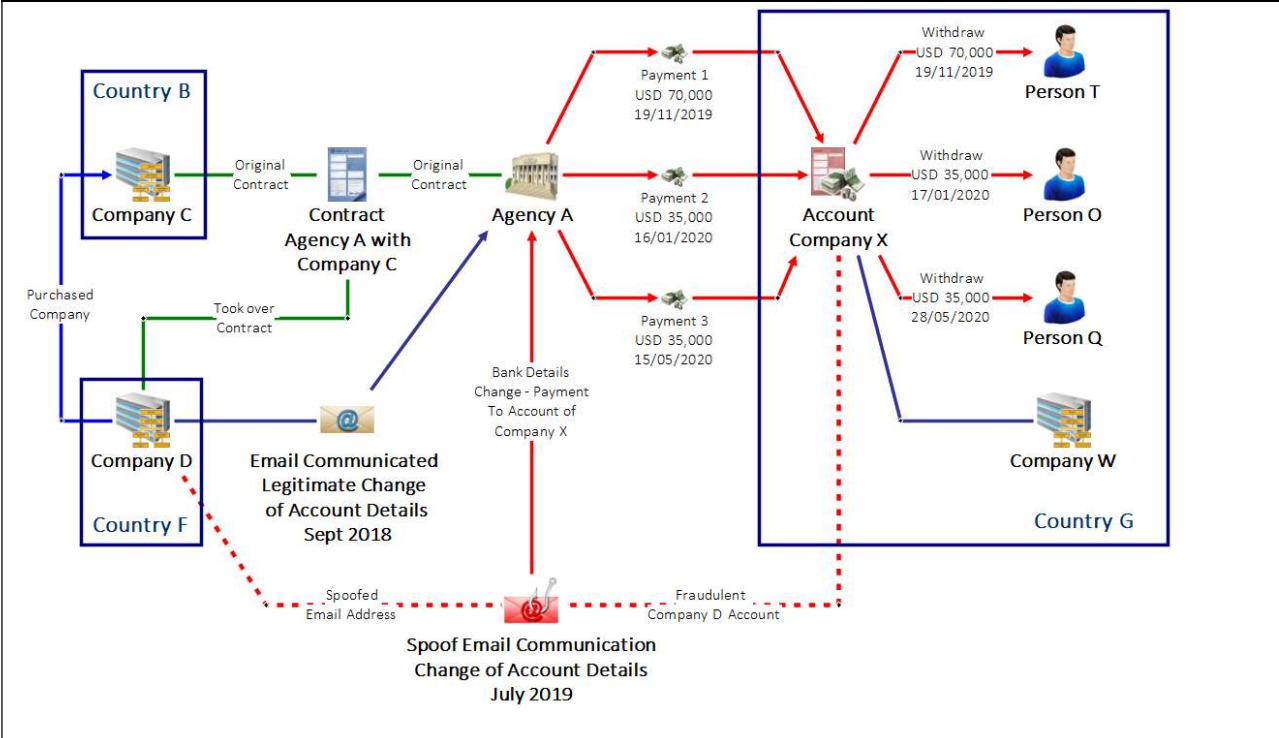 Country B
Company C
Original
Contract
Contract
Agency A with
Company C
Original
Contract
Agency A
Payment 1
USD 70,000
19/11/2019
Payment 2
USD 35,000
16/01/2020
Payment 3
USD 35,000
15/05/2020
Account
Company X
Withdraw
USD 70,000
19/11/2019
Person T
Withdraw
USD 35,000
17/01/2020
Person O
Withdraw
USD 35,000
28/05/2020
Person Q
Company W
Country G
Purchased
Company
Took over
Contract
Company D
Country F
@
Email Communicated
Legitimate Change
of Account Details
Sept 2018
Bank Details
Change - Payment
To Account of
Company X
Spoofed
Email Address
@
Fraudulent
Company D Account
Spoof Email Communication
Change of Account Details
July 2019